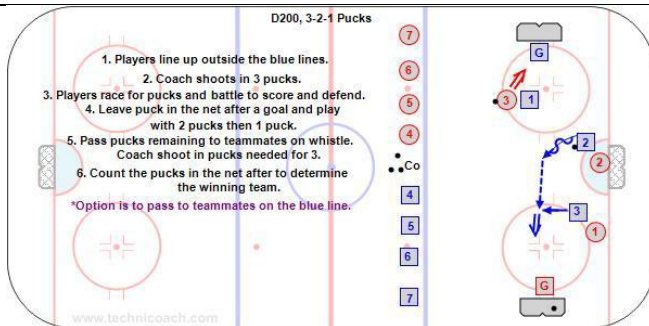 D200, 3-2-1 Pucks
1. Players line up outside the blue lines.
2. Coach shoots in 3 pucks.
3. Players race for pucks and battle to score and defend.
4. Leave puck in the net after a goal and play
with 2 pucks then 1 puck.
5. Pass pucks remaining to teammates on whistle.
Coach shoot in pucks needed for 3.
6. Count the pucks in the net after to determine
the winning team.
*Option is to pass to teammates on the blue line.
7
6
5
4
Co
4
5
6
7
G
3
1
2
2
3
1
G
www.technicoach.com